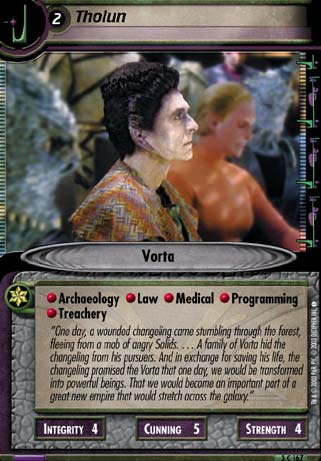 2 Tholun
Vorta
Archaeology Law Medical Programming
Treachery
"One day, a wounded changeling came stumbling through the forest,
fleeing from a mob of angry Solids. . . . A family of Vorta hid the
changeling from his pursuers. And in exchange for saving his life, the
changeling promised the Vorta that one day, we would be transformed
into powerful beings. That we would become an important part of a
great new empire that would stretch across the galaxy."
INTEGRITY 4 CUNNING 5 STRENGTH 4